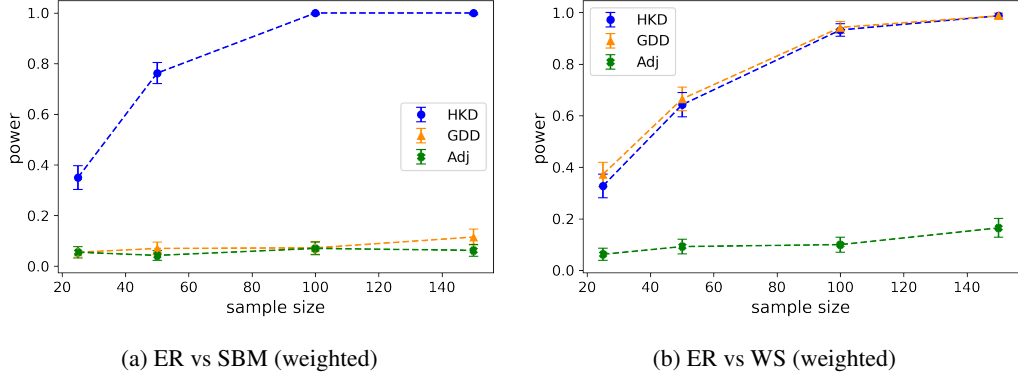 1.0
0.8
0.6
0.4
0.2
0.0
power
20 40 60 80 100 120 140
sample size
HKD
GDD
Adj
(a) ER vs SBM (weighted)
1.0
0.8
0.6
0.4
0.2
0.0
power
20 40 60 80 100 120 140
sample size
HKD
GDD
Adj
(b) ER vs WS (weighted)